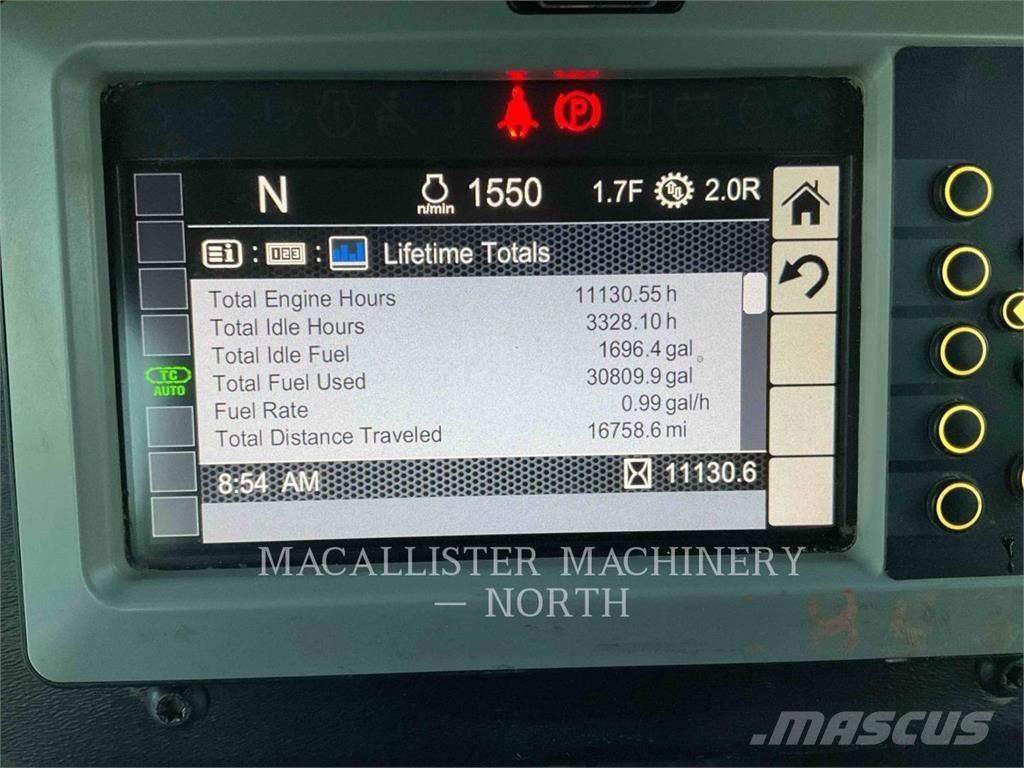 P
N n/min 1550 1.7F 2.0R
i : 023 : Lifetime Totals
Total Engine Hours 11130.55 h
Total Idle Hours 3328.10 h
Total Idle Fuel 1696.4 gal
Total Fuel Used 30809.9 gal
Fuel Rate 0.99 gal/h
Total Distance Traveled 16758.6 mi
TC
AUTO
8:54 AM 11130.6
MACALLISTER MACHINERY
— NORTH
MASCUS